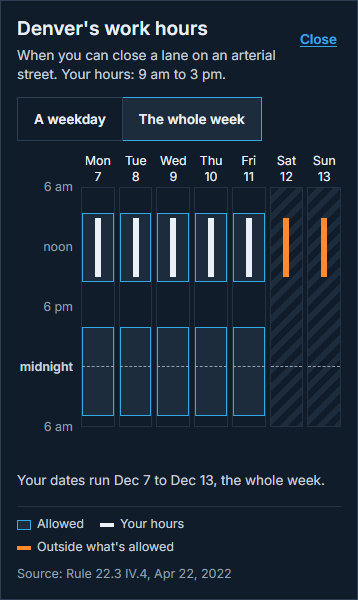 Denver's work hours
Close
When you can close a lane on an arterial
street. Your hours: 9 am to 3 pm.
A weekday
The whole week
Mon Tue Wed Thu Fri Sat Sun
7 8 9 10 11 12 13
6 am
noon
6 pm
midnight
6 am
Your dates run Dec 7 to Dec 13, the whole week.
Allowed
Your hours
Outside what's allowed
Source: Rule 22.3 IV.4, Apr 22, 2022